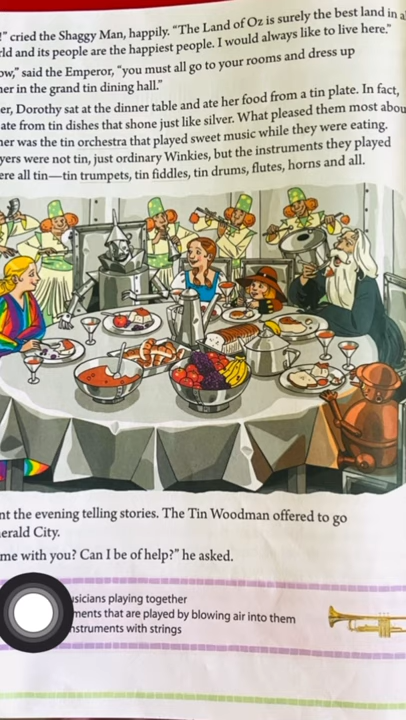 !" cried the Shaggy Man, happily. "The Land of Oz is surely the best land in a
rld and its people are the happiest people. I would always like to live here."
ow," said the Emperor, "you must all go to your rooms and dress up
ner in the grand tin dining hall."
er, Dorothy sat at the dinner table and ate her food from a tin plate. In fact,
ate from tin dishes that shone just like silver. What pleased them most abou
ner was the tin orchestra that played sweet music while they were eating.
yers were not tin, just ordinary Winkies, but the instruments they played
ere all tin—tin trumpets, tin fiddles, tin drums, flutes, horns and all.
nt the evening telling stories. The Tin Woodman offered to go
erald City.
me with you? Can I be of help?" he asked.
usicians playing together
ments that are played by blowing air into them
nstruments with strings